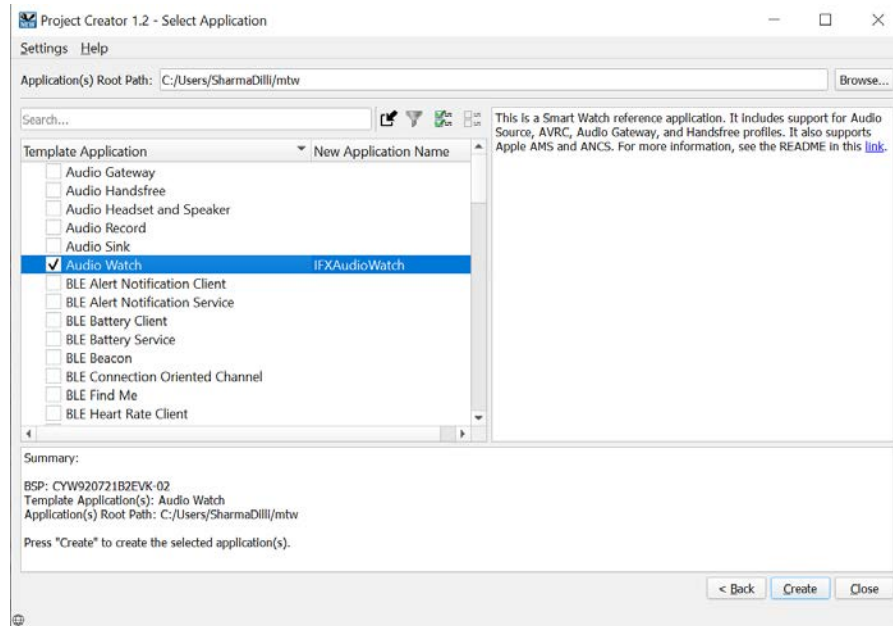 Project Creator 1.2 - Select Application
Settings Help
Application(s) Root Path: C:/Users/SharmaDilli/mtw Browse...
Search...
Template Application New Application Name
Audio Gateway
Audio Handsfree
Audio Headset and Speaker
Audio Record
Audio Sink
Audio Watch IFXAudioWatch
BLE Alert Notification Client
BLE Alert Notification Service
BLE Battery Client
BLE Battery Service
BLE Beacon
BLE Connection Oriented Channel
BLE Find Me
BLE Heart Rate Client
This is a Smart Watch reference application. It includes support for Audio
Source, AVRC, Audio Gateway, and Handsfree profiles. It also supports
Apple AMS and ANCS. For more information, see the README in this link.
Summary:
BSP: CYW920721B2EVK-02
Template Application(s): Audio Watch
Application(s) Root Path: C:/Users/SharmaDilli/mtw
Press "Create" to create the selected application(s).
< Back Create Close